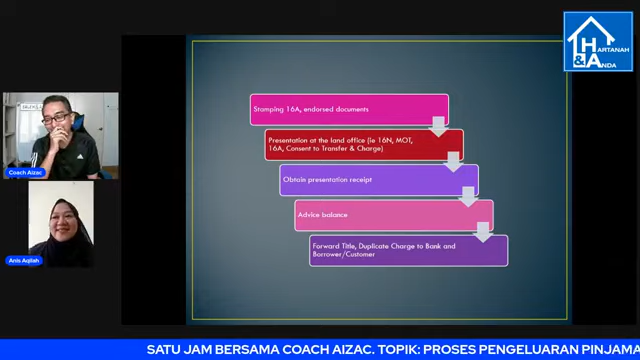 HARTANAH
& ANDA
Stamping 16A, endorsed documents
Presentation at the land office (ie 16N, MOT,
16A, Consent to Transfer & Charge)
Obtain presentation receipt
Advice balance
Forward Title, Duplicate Charge to Bank and
Borrower/Customer
Coach Aizac
Anis Aqilah
SATU JAM BERSAMA COACH AIZAC. TOPIK: PROSES PENGELUARAN PINJAMA